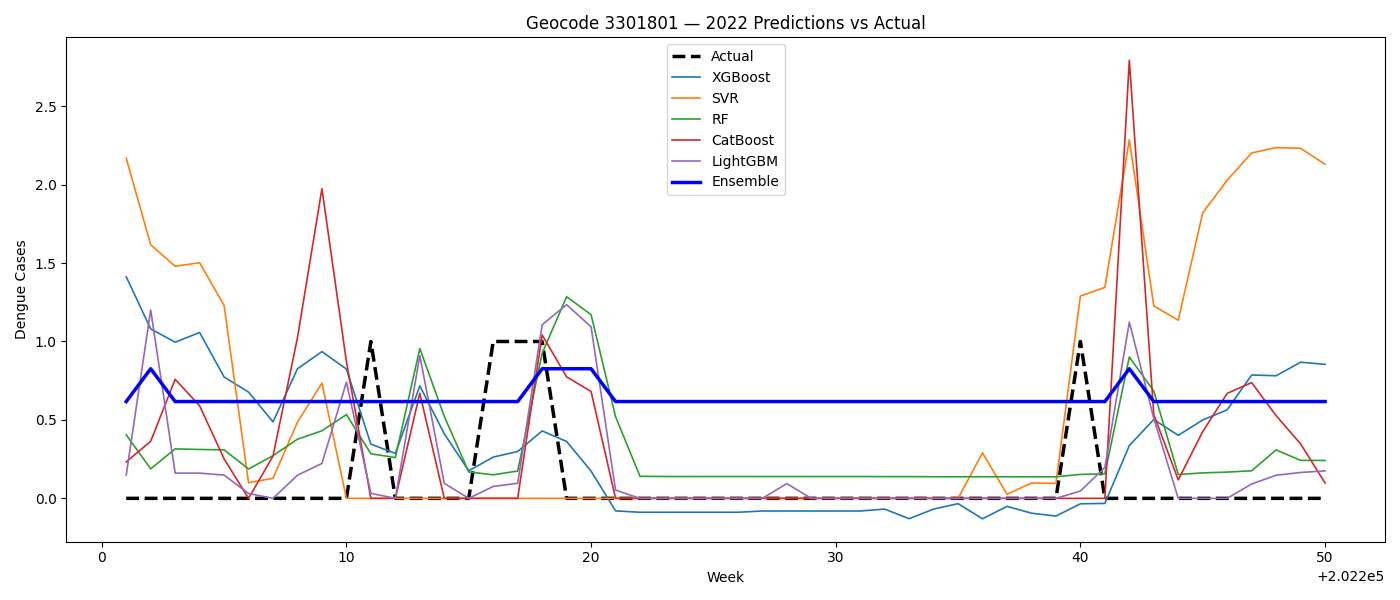 Geocode 3301801 — 2022 Predictions vs Actual
Actual
XGBoost
SVR
RF
CatBoost
LightGBM
Ensemble
Dengue Cases
2.5
2.0
1.5
1.0
0.5
0.0
0 10 20 30 40 50
Week
+2.022e5